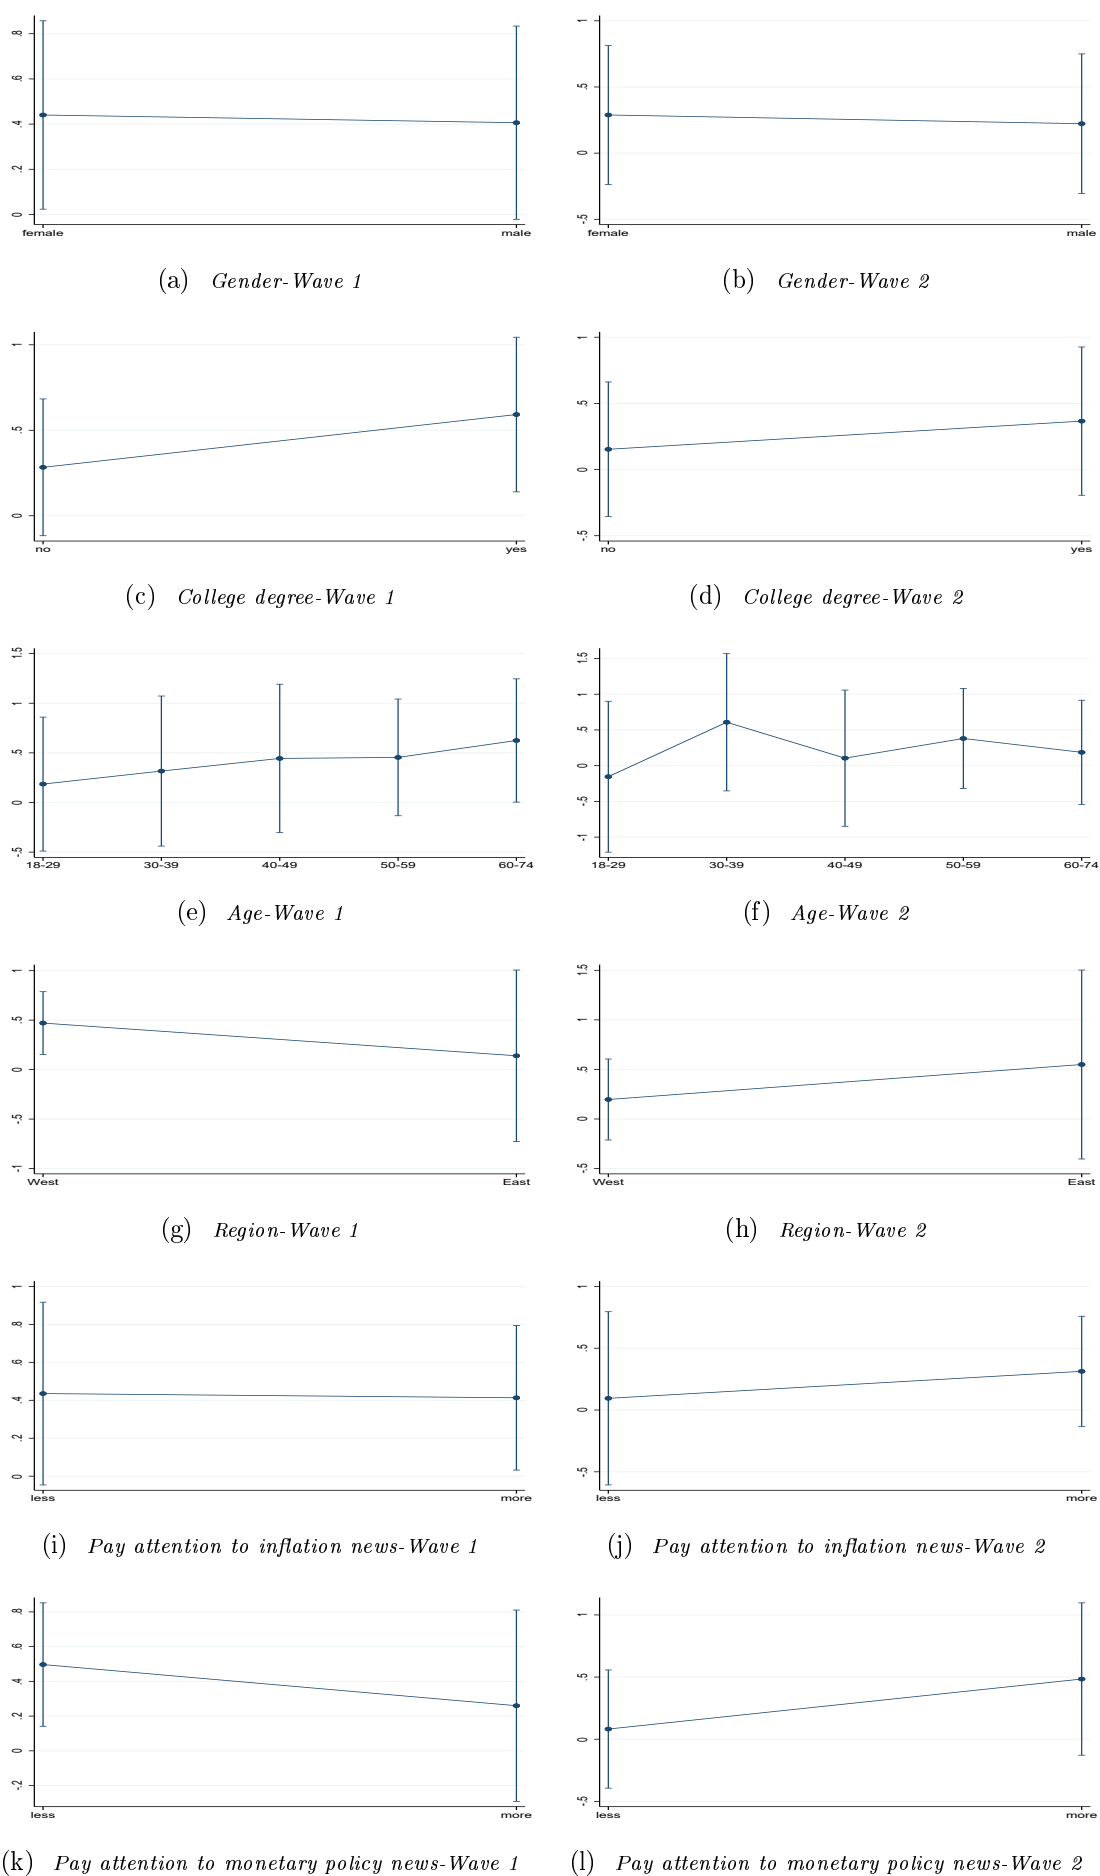 .8
.6
.4
.2
0
female male
1
.5
0
-.5
female male
(a) Gender-Wave 1
(b) Gender-Wave 2
1
.5
0
no yes
1
.5
0
-.5
no yes
(c) College degree-Wave 1
(d) College degree-Wave 2
1.5
1
.5
0
-.5
18-29 30-39 40-49 50-59 60-74
1.5
1
.5
0
-.5
-1
18-29 30-39 40-49 50-59 60-74
(e) Age-Wave 1
(f) Age-Wave 2
1
.5
0
-.5
-1
West East
1.5
1
.5
0
-.5
West East
(g) Region-Wave 1
(h) Region-Wave 2
1
.8
.6
.4
.2
0
less more
1
.5
0
-.5
less more
(i) Pay attention to inflation news-Wave 1
(j) Pay attention to inflation news-Wave 2
.8
.6
.4
.2
0
-.2
less more
1
.5
0
-.5
less more
(k) Pay attention to monetary policy news-Wave 1
(l) Pay attention to monetary policy news-Wave 2